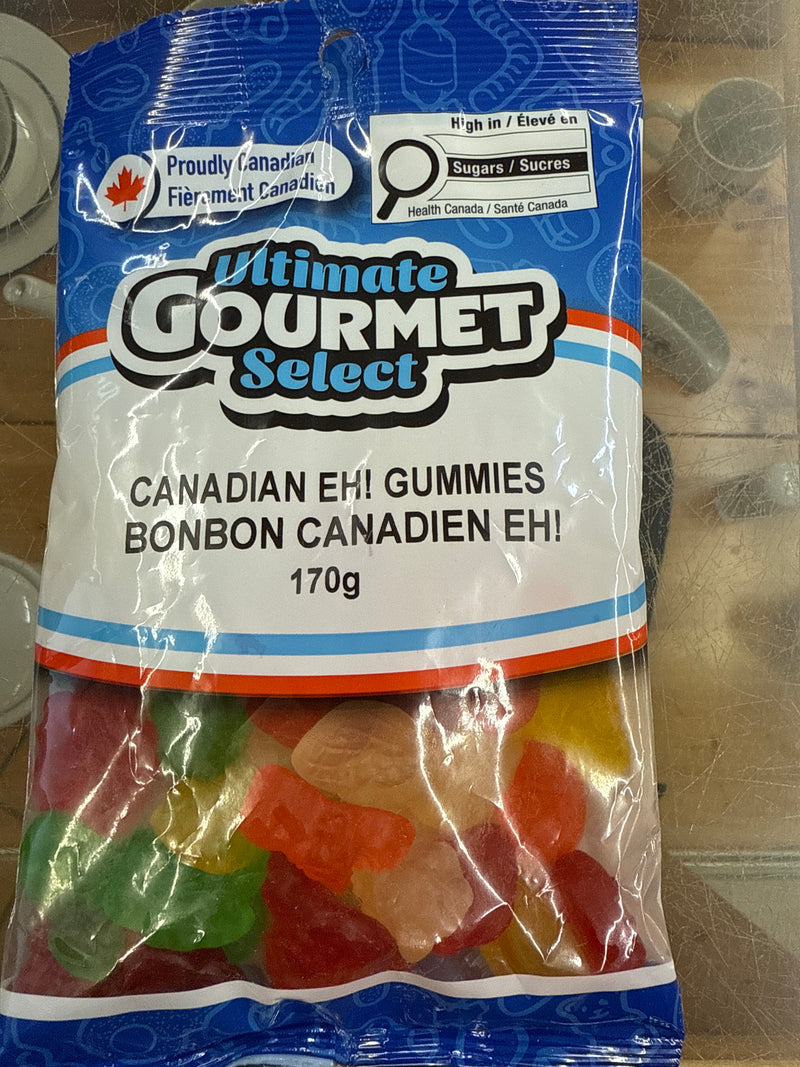 Proudly Canadian
Fièrement Canadien
High in / Élevé en
Sugars / Sucres
Health Canada / Santé Canada
Ultimate
GOURMET
Select
CANADIAN EH! GUMMIES
BONBON CANADIEN EH!
170g